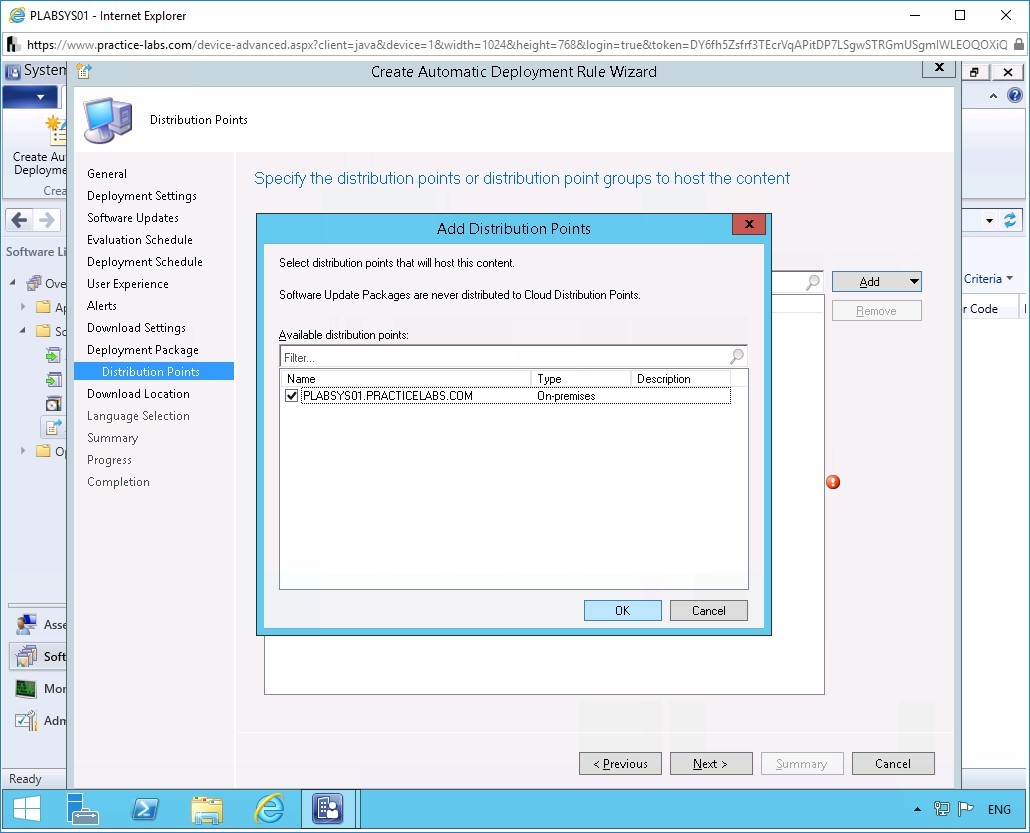 PLABSYS01 - Internet Explorer
https://www.practice-labs.com/device-advanced.aspx?client=java&device=1&width=1024&height=768&login=true&token=DY6fh5Zsfrf3TEcrVqAPitDP7LSgwSTRGmUSgmlWLEOQOXiQ
System
Create Automatic Deployment Rule Wizard
Distribution Points
Create Au
Deployme
Crea
Software Li
Ove
Ap
So
Op
Asse
Soft
Mon
Adm
Ready
General
Deployment Settings
Software Updates
Evaluation Schedule
Deployment Schedule
User Experience
Alerts
Download Settings
Deployment Package
Distribution Points
Download Location
Language Selection
Summary
Progress
Completion
Specify the distribution points or distribution point groups to host the content
Add
Remove
Criteria
r Code
Add Distribution Points
Select distribution points that will host this content.
Software Update Packages are never distributed to Cloud Distribution Points.
Available distribution points:
Filter...
Name Type Description
PLABSYS01.PRACTICELABS.COM On-premises
OK Cancel
< Previous Next > Summary Cancel
ENG